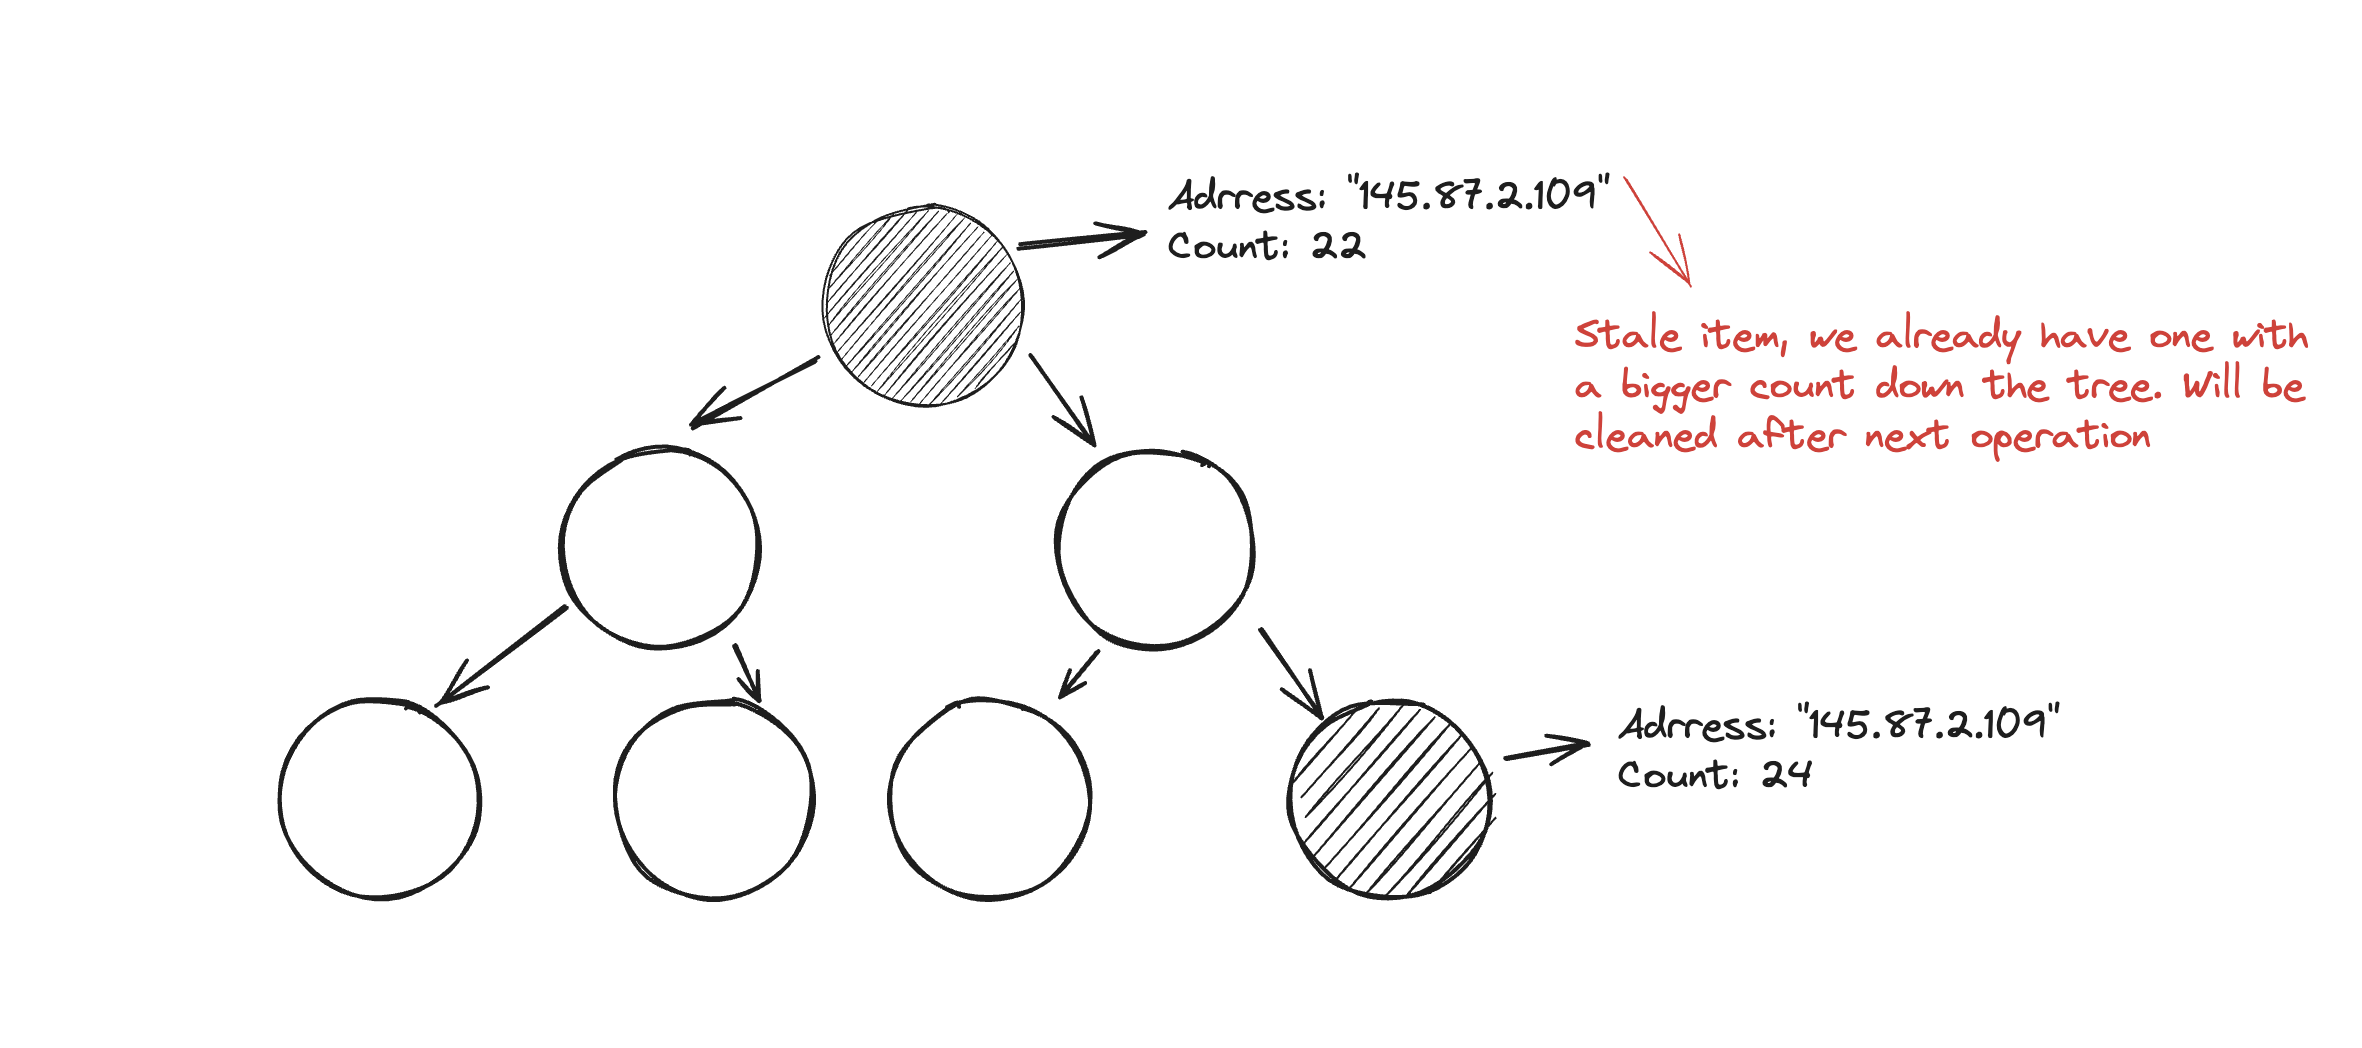 Adrress: "145.87.2.109"
Count: 22
Stale item, we already have one with
a bigger count down the tree. Will be
cleaned after next operation
Adrress: "145.87.2.109"
Count: 24